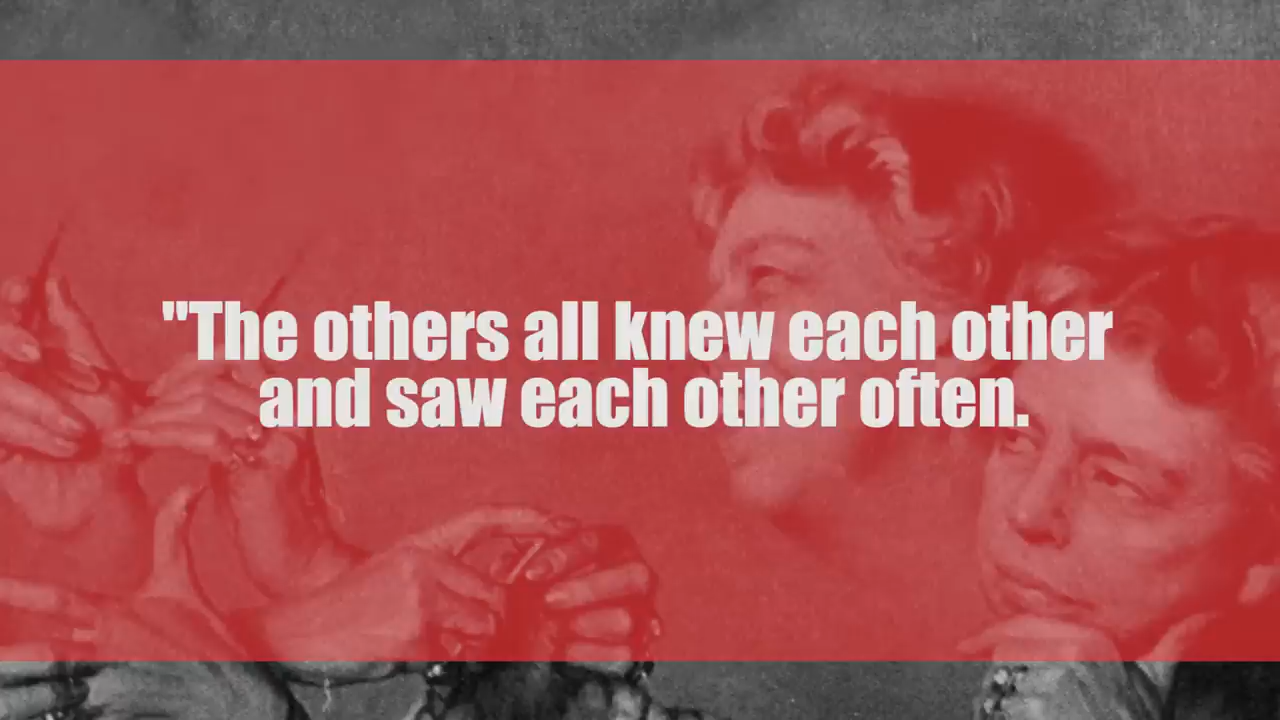 "The others all knew each other
and saw each other often.